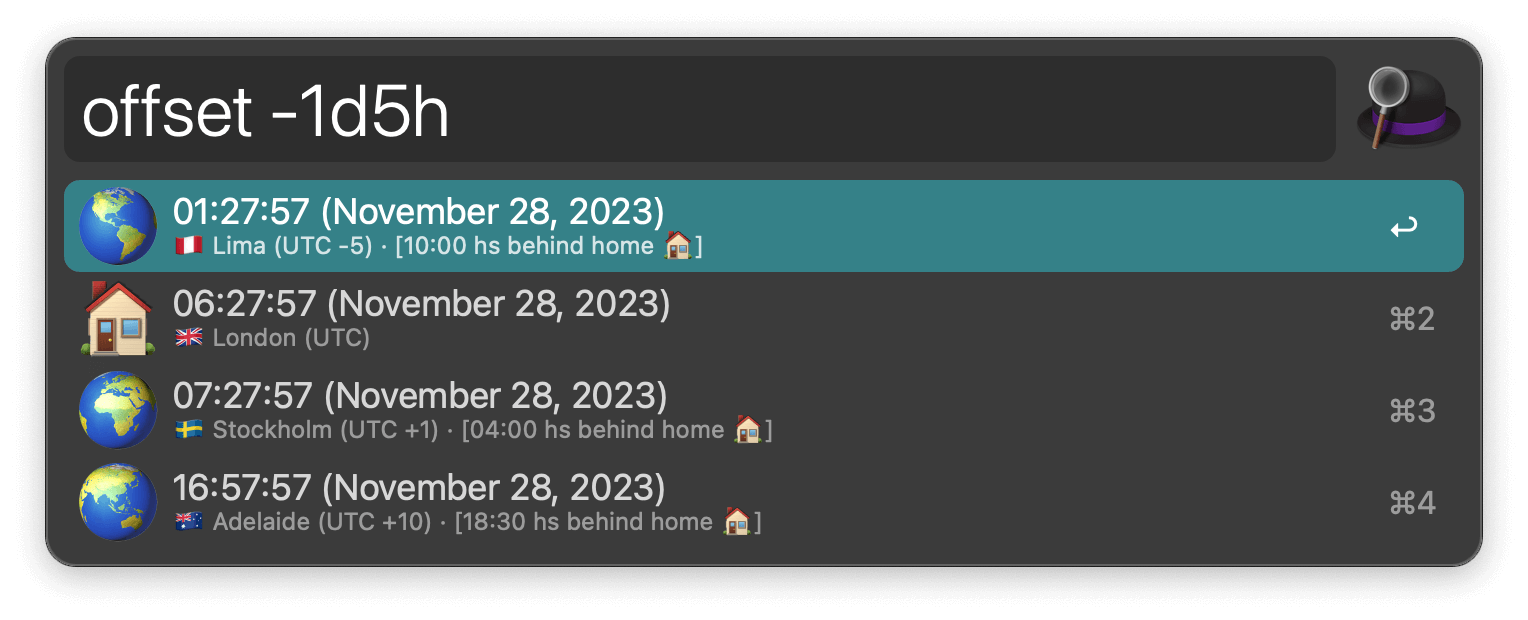 offset -1d5h
01:27:57 (November 28, 2023)
🇵🇪 Lima (UTC -5) · [10:00 hs behind home 🏠]
↩
06:27:57 (November 28, 2023)
🇬🇧 London (UTC)
⌘2
07:27:57 (November 28, 2023)
🇸🇪 Stockholm (UTC +1) · [04:00 hs behind home 🏠]
⌘3
16:57:57 (November 28, 2023)
🇦🇺 Adelaide (UTC +10) · [18:30 hs behind home 🏠]
⌘4